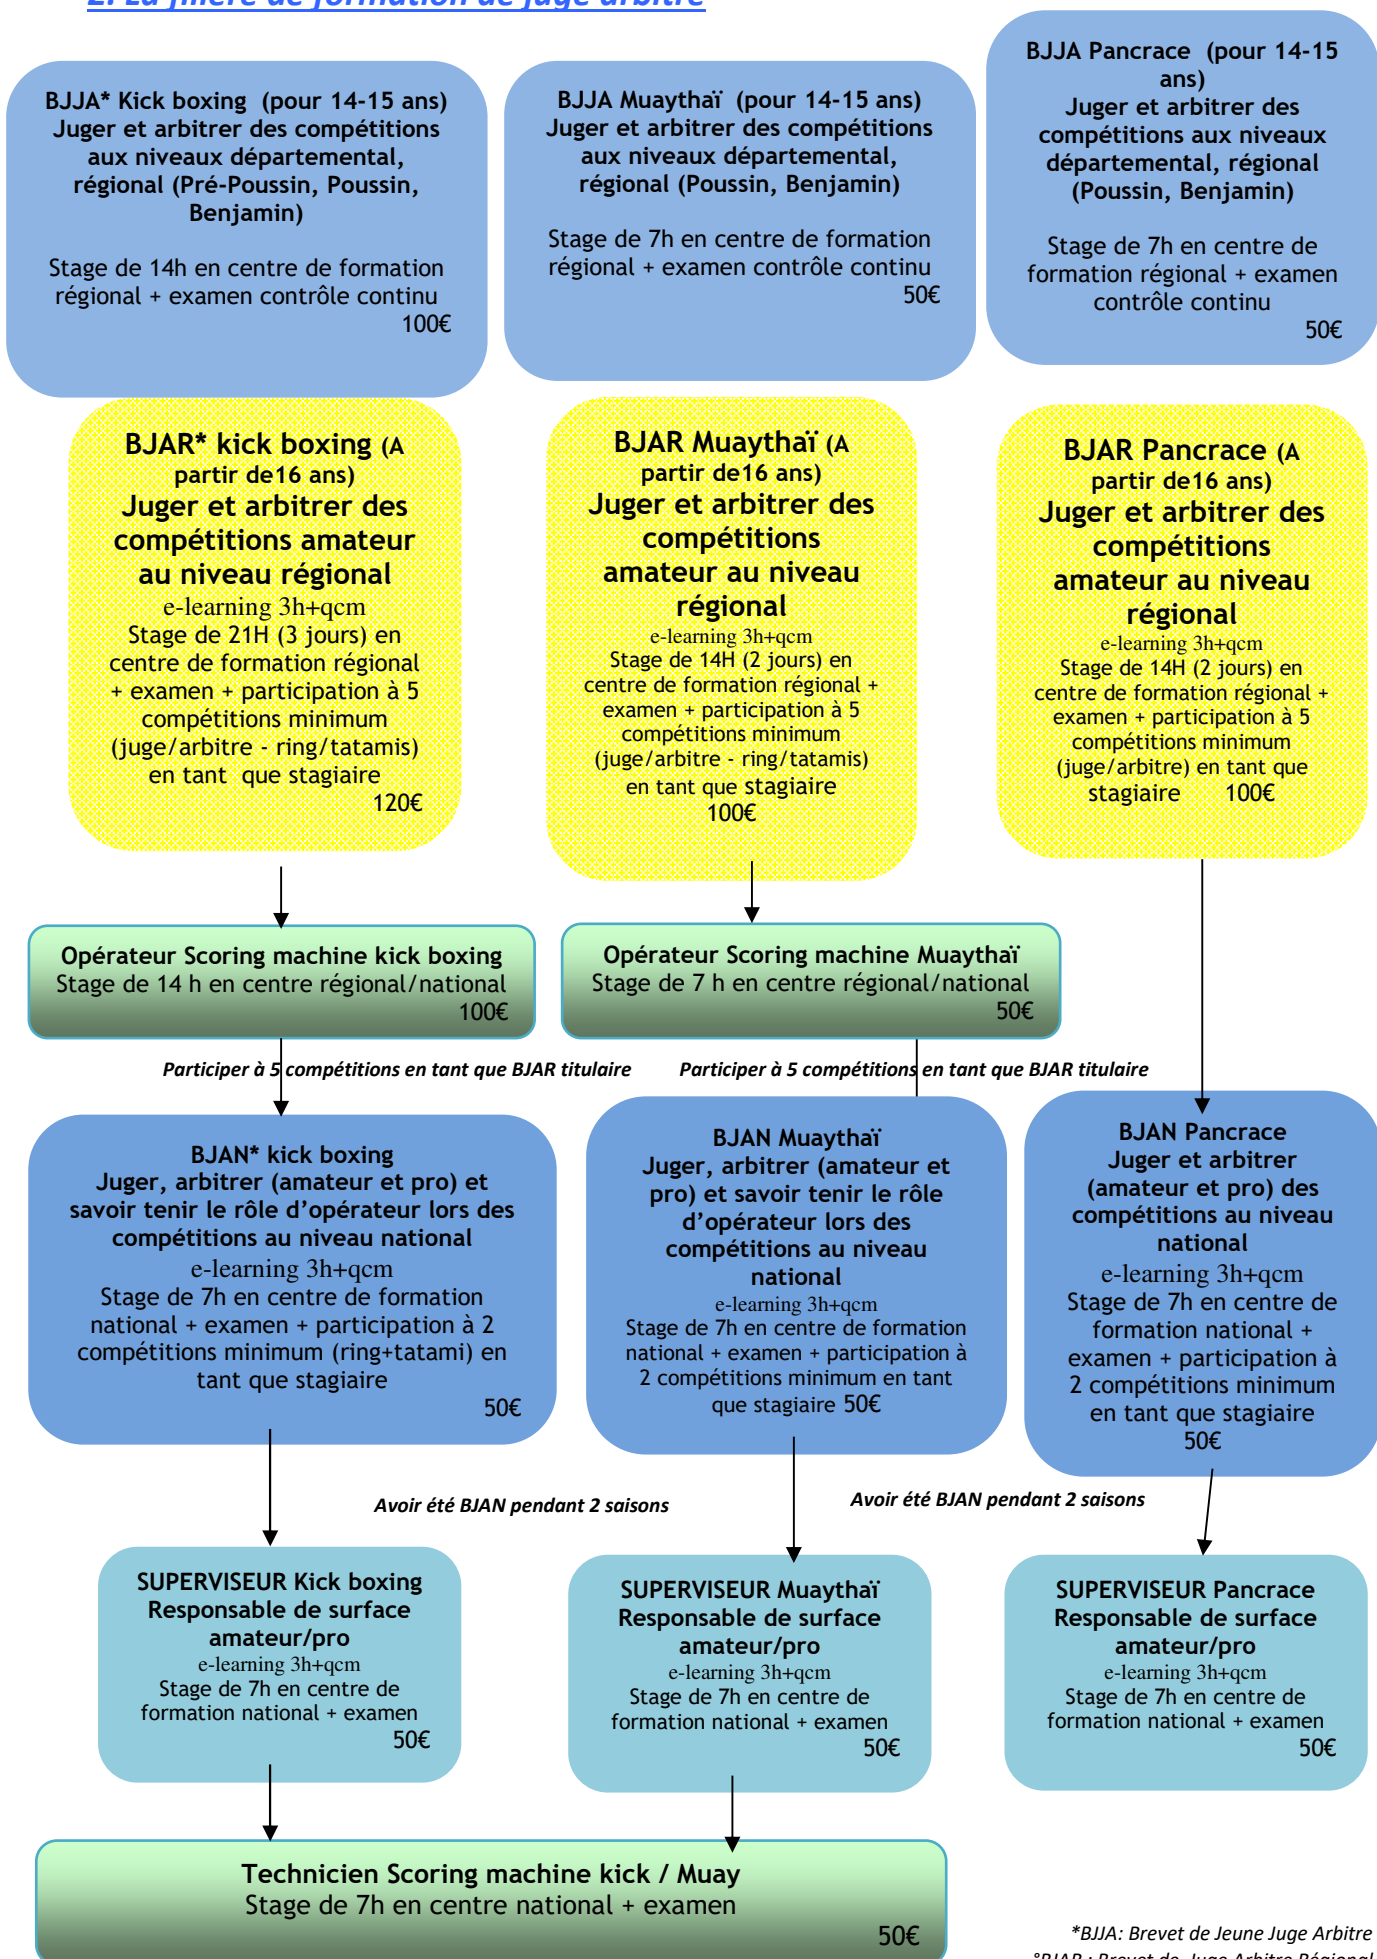 2. La filière de formation de juge arbitre
BJJA* Kick boxing (pour 14-15 ans)
Juger et arbitrer des compétitions
aux niveaux départemental,
régional (Pré-Poussin, Poussin,
Benjamin)
Stage de 14h en centre de formation
régional + examen contrôle continu
100€
BJJA Muaythaï (pour 14-15 ans)
Juger et arbitrer des compétitions
aux niveaux départemental,
régional (Poussin, Benjamin)
Stage de 7h en centre de formation
régional + examen contrôle continu
50€
BJJA Pancrace (pour 14-15
ans)
Juger et arbitrer des
compétitions aux niveaux
départemental, régional
(Poussin, Benjamin)
Stage de 7h en centre de
formation régional + examen
contrôle continu
50€
BJAR* kick boxing (A
partir de16 ans)
Juger et arbitrer des
compétitions amateur
au niveau régional
e-learning 3h+qcm
Stage de 21H (3 jours) en
centre de formation régional
+ examen + participation à 5
compétitions minimum
(juge/arbitre - ring/tatamis)
en tant que stagiaire
120€
BJAR Muaythaï (A
partir de16 ans)
Juger et arbitrer des
compétitions
amateur au niveau
régional
e-learning 3h+qcm
Stage de 14H (2 jours) en
centre de formation régional +
examen + participation à 5
compétitions minimum
(juge/arbitre - ring/tatamis)
en tant que stagiaire
100€
BJAR Pancrace (A
partir de16 ans)
Juger et arbitrer des
compétitions
amateur au niveau
régional
e-learning 3h+qcm
Stage de 14H (2 jours) en
centre de formation régional +
examen + participation à 5
compétitions minimum
(juge/arbitre) en tant que
stagiaire 100€
Opérateur Scoring machine kick boxing
Stage de 14 h en centre régional/national
100€
Opérateur Scoring machine Muaythaï
Stage de 7 h en centre régional/national
50€
Participer à 5 compétitions en tant que BJAR titulaire
Participer à 5 compétitions en tant que BJAR titulaire
BJAN* kick boxing
Juger, arbitrer (amateur et pro) et
savoir tenir le rôle d’opérateur lors des
compétitions au niveau national
e-learning 3h+qcm
Stage de 7h en centre de formation
national + examen + participation à 2
compétitions minimum (ring+tatami) en
tant que stagiaire
50€
BJAN Muaythaï
Juger, arbitrer (amateur et
pro) et savoir tenir le rôle
d’opérateur lors des
compétitions au niveau
national
e-learning 3h+qcm
Stage de 7h en centre de formation
national + examen + participation à
2 compétitions minimum en tant
que stagiaire 50€
BJAN Pancrace
Juger et arbitrer
(amateur et pro) des
compétitions au niveau
national
e-learning 3h+qcm
Stage de 7h en centre de
formation national +
examen + participation à
2 compétitions minimum
en tant que stagiaire
50€
Avoir été BJAN pendant 2 saisons
Avoir été BJAN pendant 2 saisons
SUPERVISEUR Kick boxing
Responsable de surface
amateur/pro
e-learning 3h+qcm
Stage de 7h en centre de
formation national + examen
50€
SUPERVISEUR Muaythaï
Responsable de surface
amateur/pro
e-learning 3h+qcm
Stage de 7h en centre de
formation national + examen
50€
SUPERVISEUR Pancrace
Responsable de surface
amateur/pro
e-learning 3h+qcm
Stage de 7h en centre de
formation national + examen
50€
Technicien Scoring machine kick / Muay
Stage de 7h en centre national + examen
50€
*BJJA: Brevet de Jeune Juge Arbitre
°BJAR : Brevet de Juge Arbitre Régional